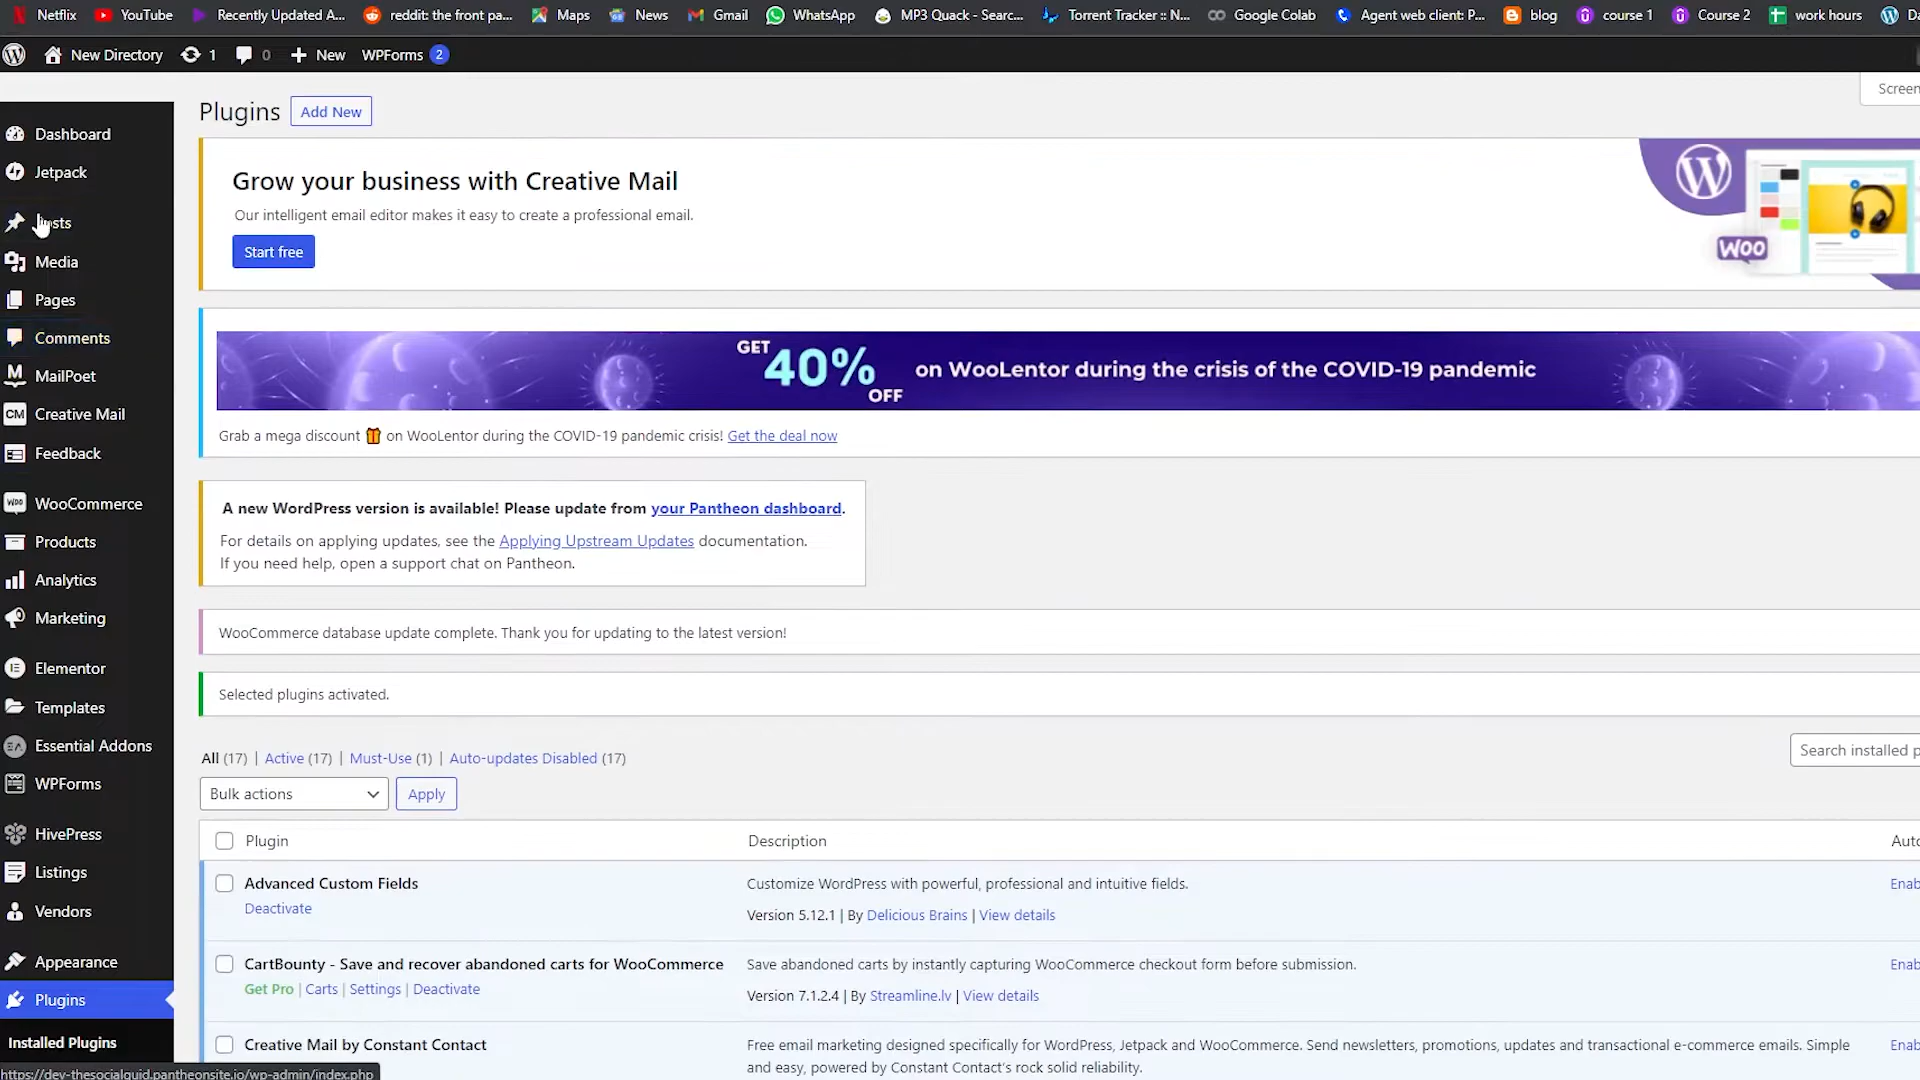 Netflix
YouTube
Recently Updated A...
reddit: the front pa...
Maps
News
Gmail
WhatsApp
MP3 Quack - Searc...
Torrent Tracker :: N...
Google Colab
Agent web client: P...
blog
course 1
Course 2
work hours
New Directory
1
0
New
WPForms 2
Screen
Dashboard
Jetpack
Media
Pages
Comments
MailPoet
CM Creative Mail
Feedback
WooCommerce
Products
Analytics
Marketing
Elementor
Templates
EA Essential Addons
WPForms
HivePress
Listings
Vendors
Appearance
Plugins
Installed Plugins
Plugins Add New
Grow your business with Creative Mail
Our intelligent email editor makes it easy to create a professional email.
Start free
WOO
GET 40% OFF on WooLentor during the crisis of the COVID-19 pandemic
Grab a mega discount on WooLentor during the COVID-19 pandemic crisis! Get the deal now
A new WordPress version is available! Please update from your Pantheon dashboard.
For details on applying updates, see the Applying Upstream Updates documentation.
If you need help, open a support chat on Pantheon.
WooCommerce database update complete. Thank you for updating to the latest version!
Selected plugins activated.
All (17) | Active (17) | Must-Use (1) | Auto-updates Disabled (17)
Search installed p
Bulk actions
Apply
Plugin Description Auto
Advanced Custom Fields
Deactivate
Customize WordPress with powerful, professional and intuitive fields.
Version 5.12.1 | By Delicious Brains | View details
Enab
CartBounty - Save and recover abandoned carts for WooCommerce
Get Pro | Carts | Settings | Deactivate
Save abandoned carts by instantly capturing WooCommerce checkout form before submission.
Version 7.1.2.4 | By Streamline.lv | View details
Enab
Creative Mail by Constant Contact
Free email marketing designed specifically for WordPress, Jetpack and WooCommerce. Send newsletters, promotions, updates and transactional e-commerce emails. Simple
and easy, powered by Constant Contact's rock solid reliability.
Enab
https://dev-thesocialquid.pantheonsite.io/wp-admin/index.php